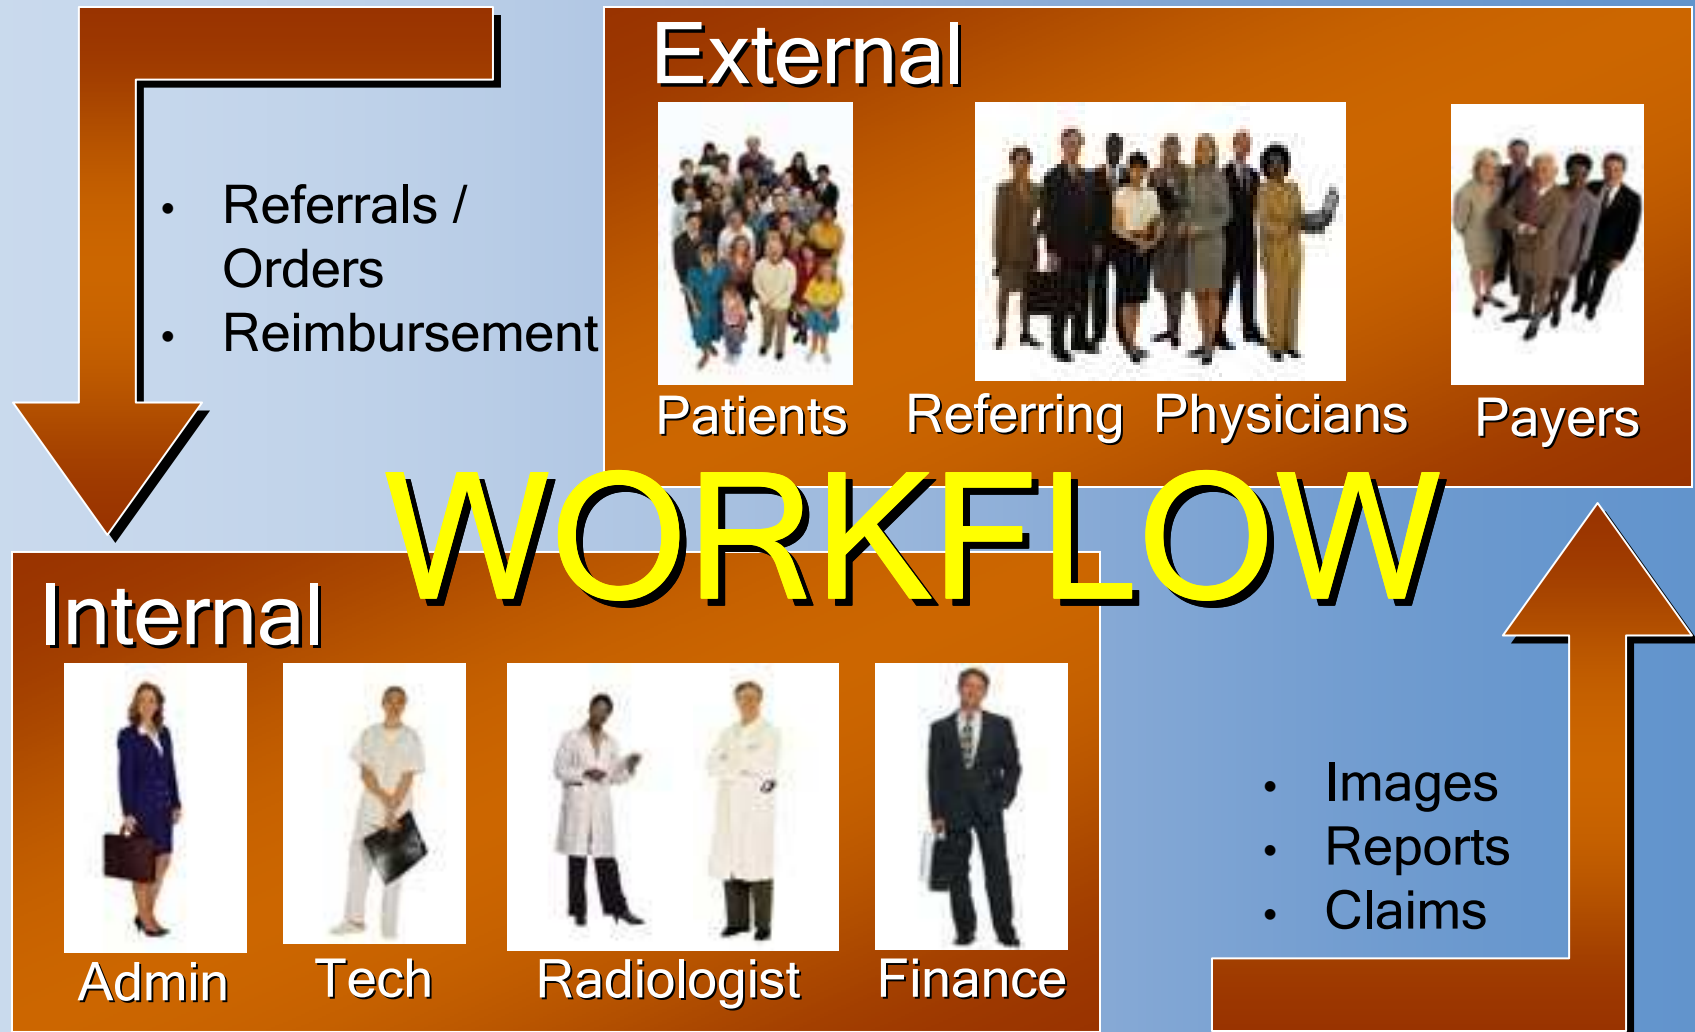 External
• Referrals /
Orders
• Reimbursement
Patients
Referring Physicians
Payers
WORKFLOW
Internal
Admin
Tech
Radiologist
Finance
• Images
• Reports
• Claims